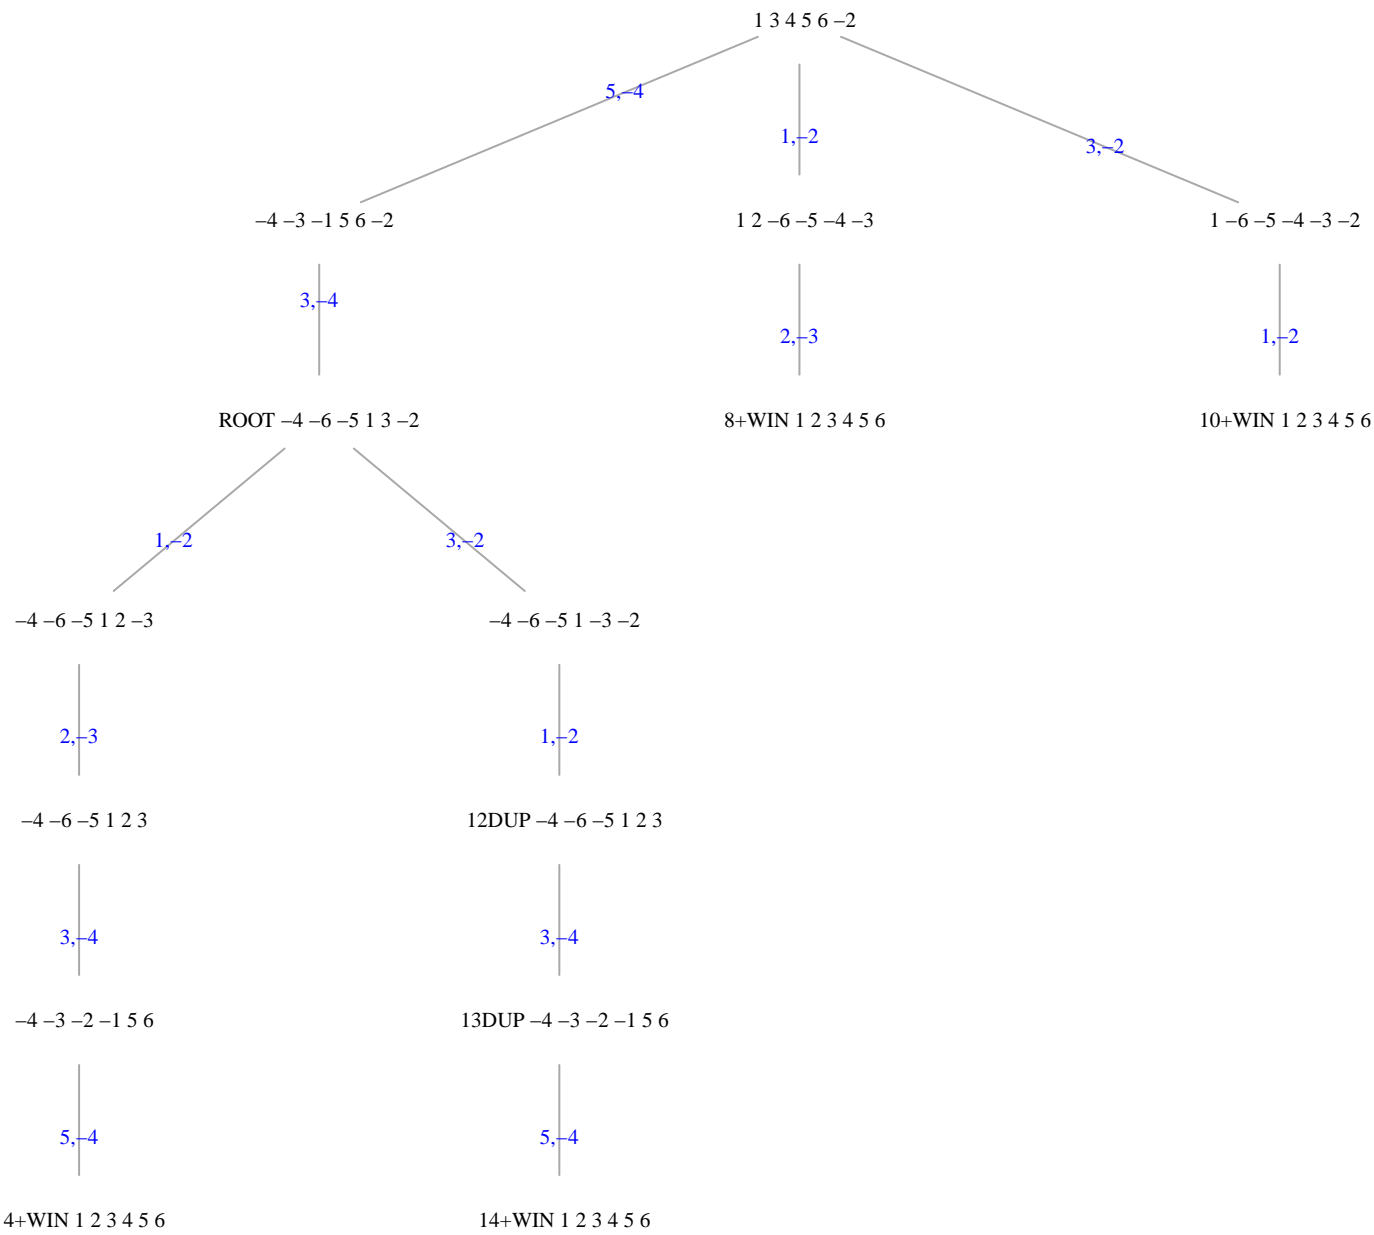 1 3 4 5 6 –2
5,–4
1,–2
3,–2
–4 –3 –1 5 6 –2
1 2 –6 –5 –4 –3
1 –6 –5 –4 –3 –2
3,–4
2,–3
1,–2
ROOT –4 –6 –5 1 3 –2
8+WIN 1 2 3 4 5 6
10+WIN 1 2 3 4 5 6
1,–2
3,–2
–4 –6 –5 1 2 –3
–4 –6 –5 1 –3 –2
2,–3
1,–2
–4 –6 –5 1 2 3
12DUP –4 –6 –5 1 2 3
3,–4
3,–4
–4 –3 –2 –1 5 6
13DUP –4 –3 –2 –1 5 6
5,–4
5,–4
4+WIN 1 2 3 4 5 6
14+WIN 1 2 3 4 5 6